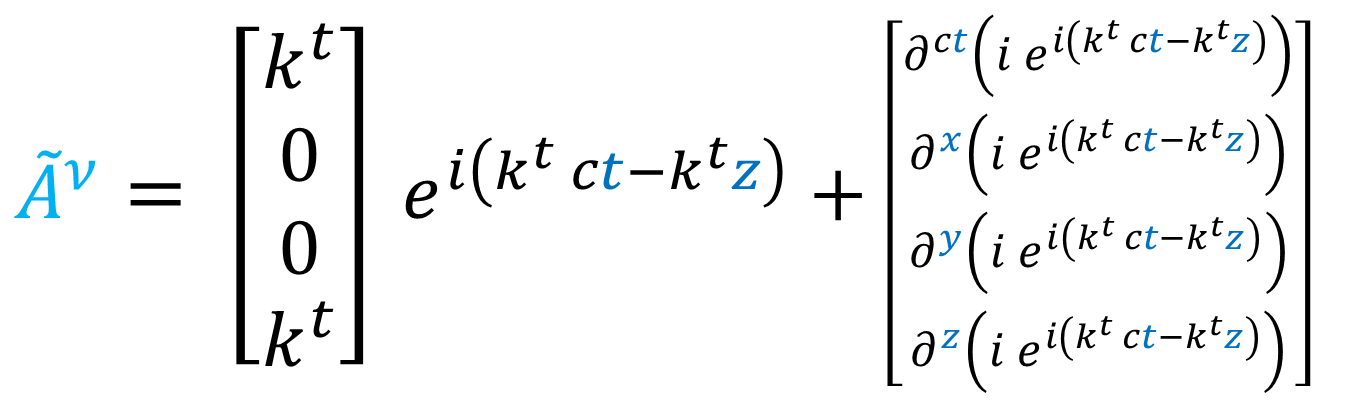 Ã^ν = [k^t 0 0 k^t] e^{i(k^t ct−k^t z)} + [∂^{ct}(i e^{i(k^t ct−k^t z)}) ∂^x(i e^{i(k^t ct−k^t z)}) ∂^y(i e^{i(k^t ct−k^t z)}) ∂^z(i e^{i(k^t ct−k^t z)})]